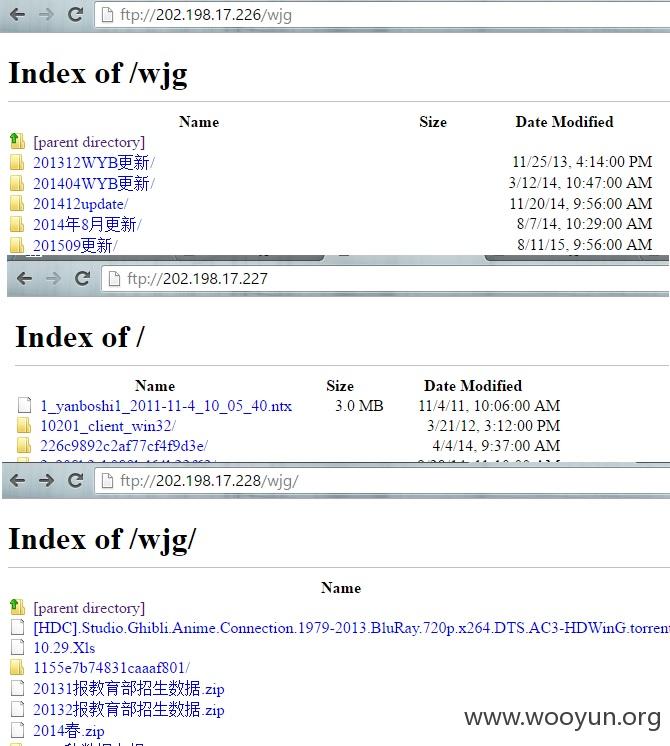 ftp://202.198.17.226/wjg
Index of /wjg
Name Size Date Modified
[parent directory]
201312WYB更新/ 11/25/13, 4:14:00 PM
201404WYB更新/ 3/12/14, 10:47:00 AM
201412update/ 11/20/14, 9:56:00 AM
2014年8月更新/ 8/7/14, 10:29:00 AM
201509更新/ 8/11/15, 9:56:00 AM
ftp://202.198.17.227
Index of /
Name Size Date Modified
1_yanboshi1_2011-11-4_10_05_40.ntx 3.0 MB 11/4/11, 10:06:00 AM
10201_client_win32/ 3/21/12, 3:12:00 PM
226c9892c2af77cf4f9d3e/ 4/4/14, 9:37:00 AM
ftp://202.198.17.228/wjg/
Index of /wjg/
Name
[parent directory]
[HDC].Studio.Ghibli.Anime.Connection.1979-2013.BluRay.720p.x264.DTS.AC3-HDWinG.torrent
10.29.Xls
1155e7b74831caaaf801/
20131报教育部招生数据.zip
20132报教育部招生数据.zip
2014春.zip
www.wooyun.org